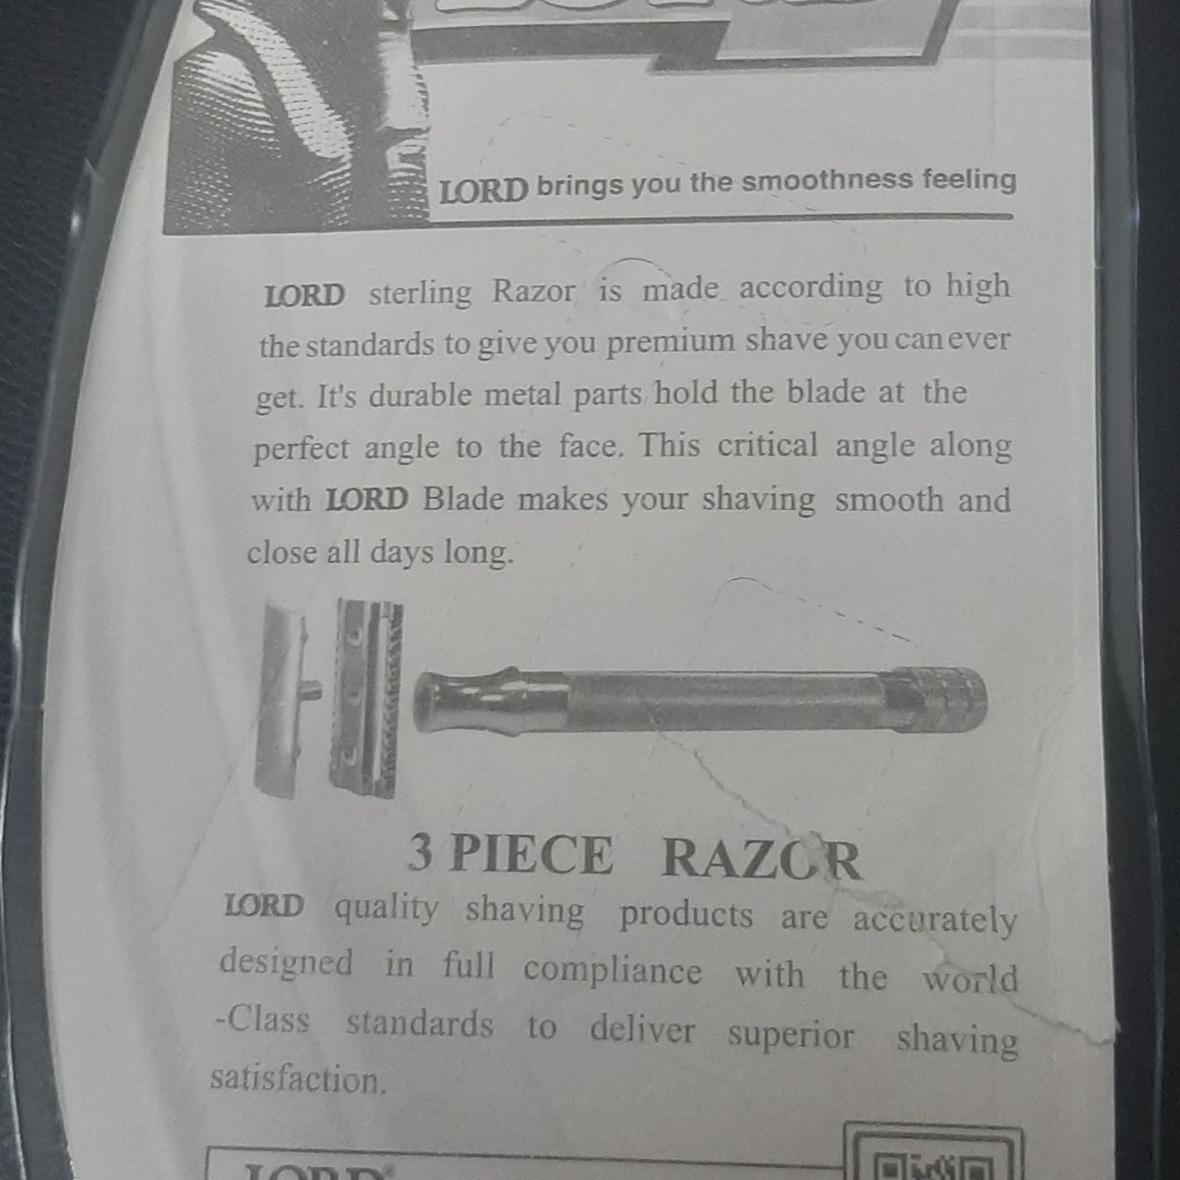 LORD brings you the smoothness feeling
LORD sterling Razor is made according to high
the standards to give you premium shave you can ever
get. It's durable metal parts hold the blade at the
perfect angle to the face. This critical angle along
with LORD Blade makes your shaving smooth and
close all days long.
3 PIECE RAZOR
LORD quality shaving products are accurately
designed in full compliance with the world
-Class standards to deliver superior shaving
satisfaction.
LORD®